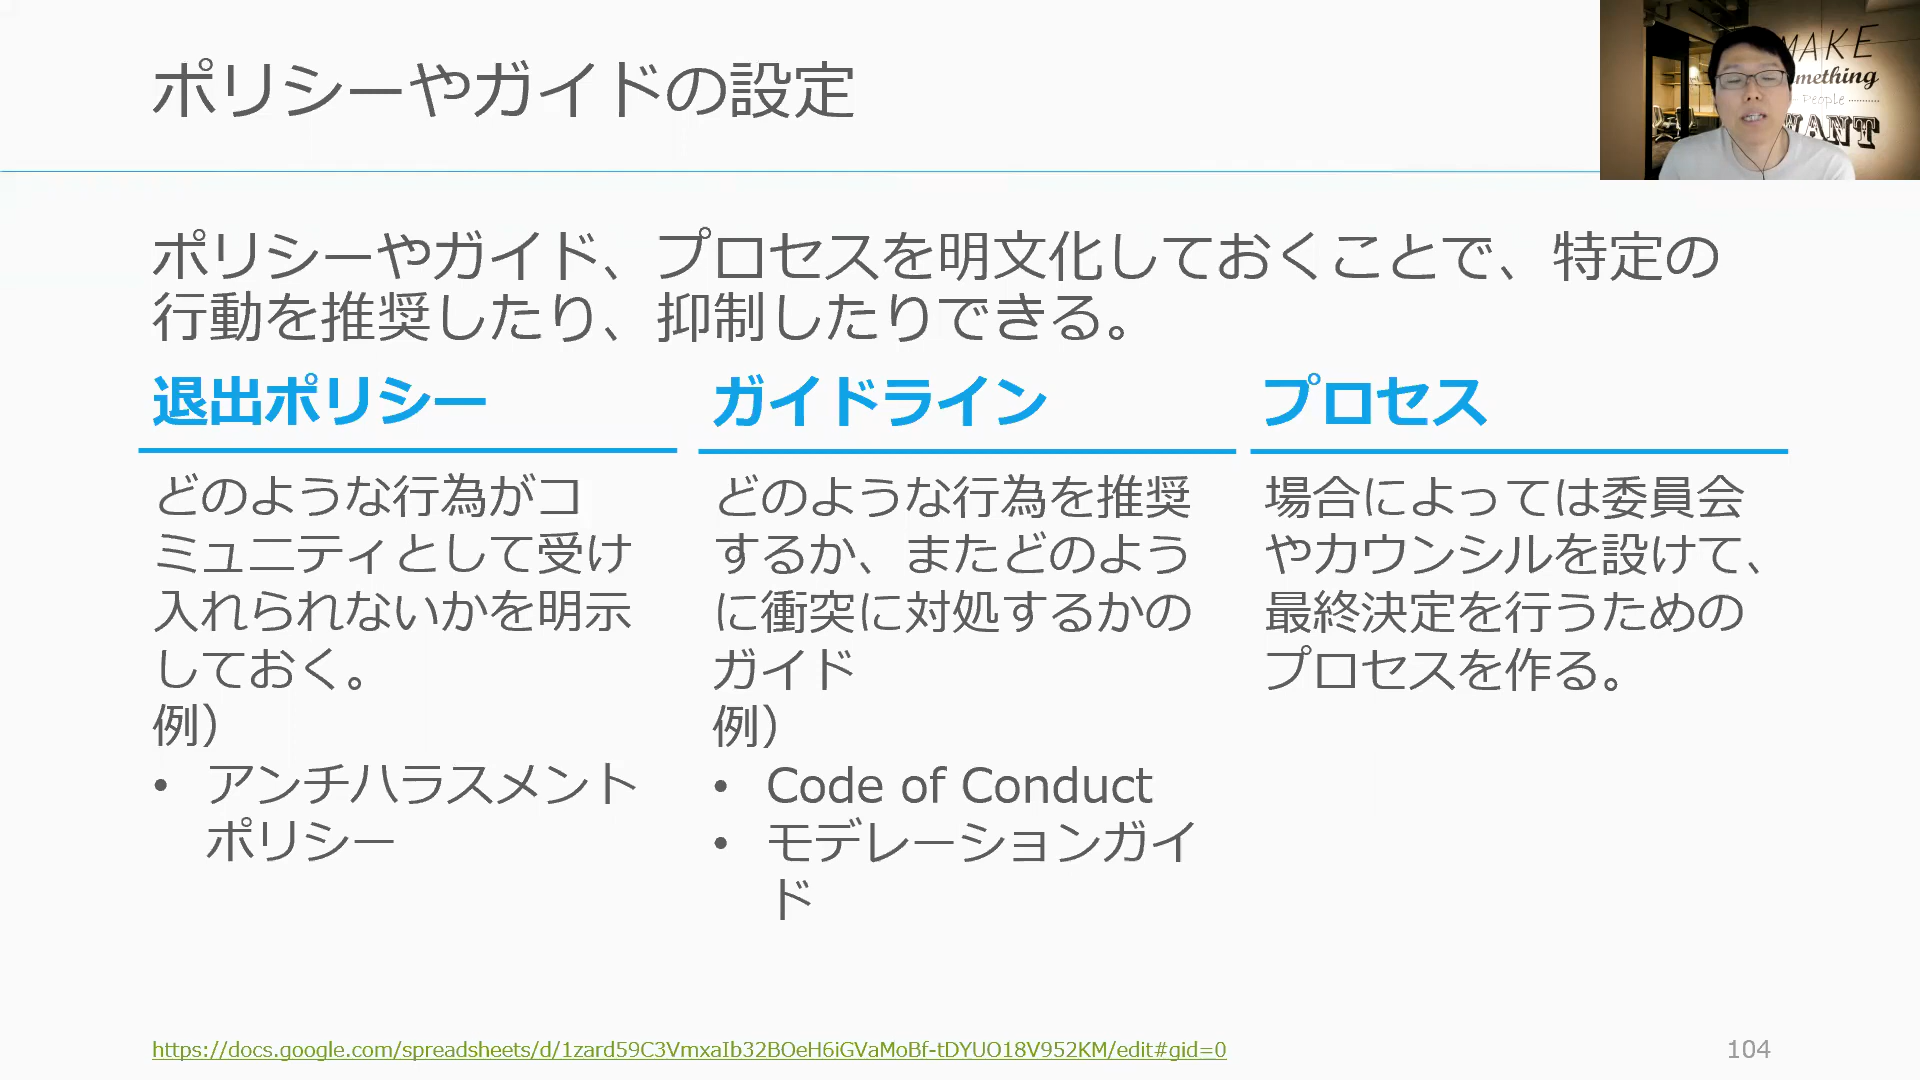 ポリシーやガイドの設定
MAKE
mething
People
WANT
ポリシーやガイド、プロセスを明文化しておくことで、特定の
行動を推奨したり、抑制したりできる。
退出ポリシー
どのような行為がコ
ミュニティとして受け
入れられないかを明示
しておく。
例）
• アンチハラスメント
ポリシー
ガイドライン
どのような行為を推奨
するか、またどのよう
に衝突に対処するかの
ガイド
例）
• Code of Conduct
• モデレーションガイ
ド
プロセス
場合によっては委員会
やカウンシルを設けて、
最終決定を行うための
プロセスを作る。
https://docs.google.com/spreadsheets/d/1zard59C3VmxaIb32BOeH6iGVaMoBf-tDYUO18V952KM/edit#gid=0
104